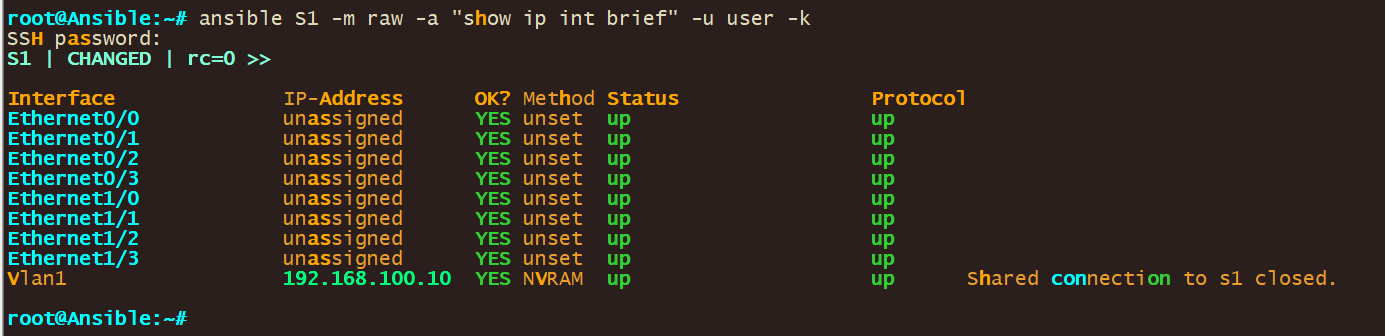 root@Ansible:~# ansible S1 -m raw -a "show ip int brief" -u user -k
SSH password:
S1 | CHANGED | rc=0 >>
Interface IP-Address OK? Method Status Protocol
Ethernet0/0 unassigned YES unset up up
Ethernet0/1 unassigned YES unset up up
Ethernet0/2 unassigned YES unset up up
Ethernet0/3 unassigned YES unset up up
Ethernet1/0 unassigned YES unset up up
Ethernet1/1 unassigned YES unset up up
Ethernet1/2 unassigned YES unset up up
Ethernet1/3 unassigned YES unset up up
Vlan1 192.168.100.10 YES NVRAM up up Shared connection to s1 closed.
root@Ansible:~#